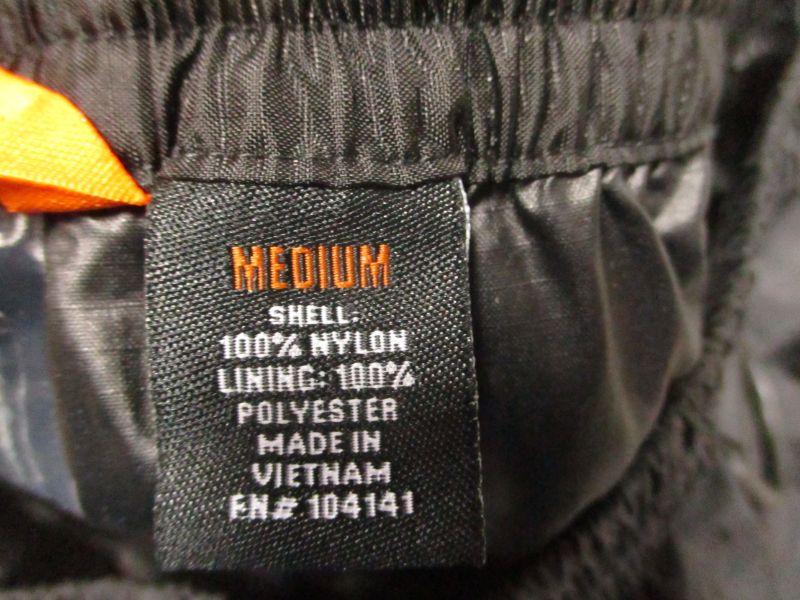 MEDIUM
SHELL:
100% NYLON
LINING: 100%
POLYESTER
MADE IN
VIETNAM
RN# 104141